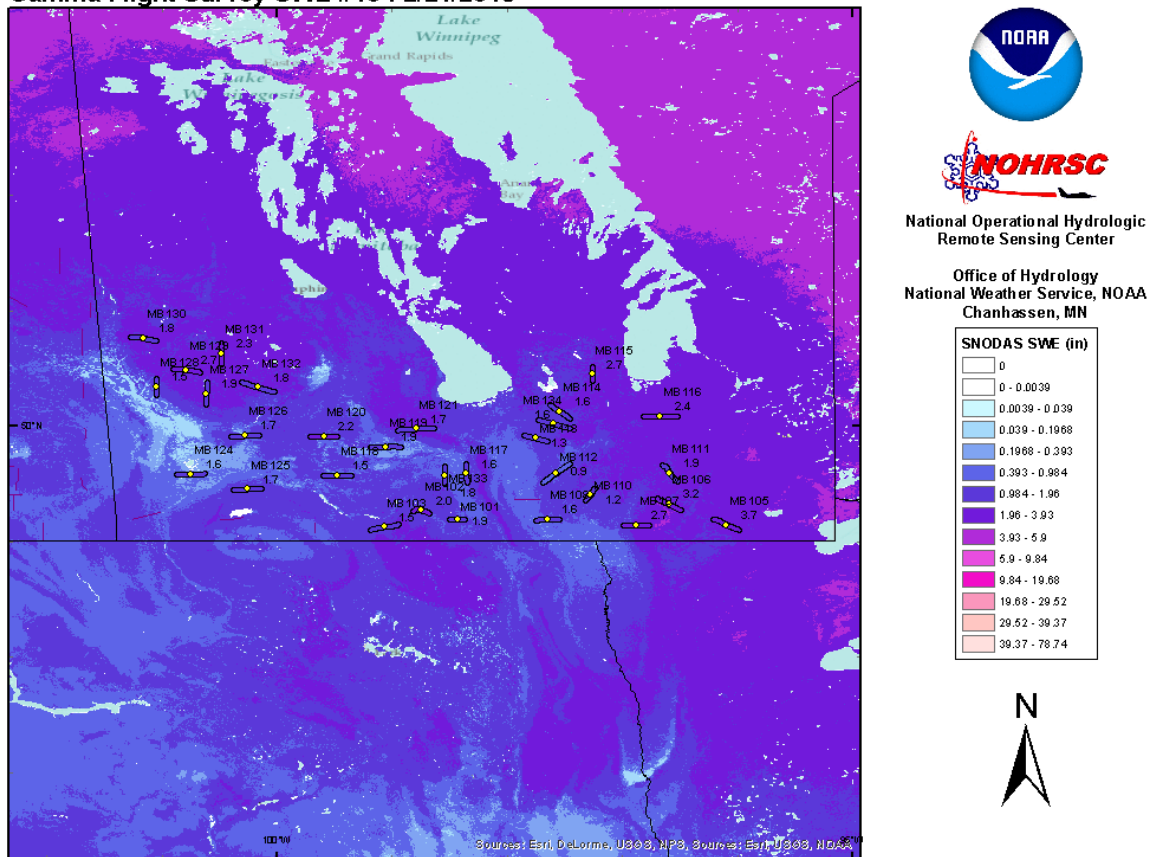 Lake
Winnipeg
Grand Rapids
Lake
NOAA
NOHRSC
National Operational Hydrologic
Remote Sensing Center
Office of Hydrology
National Weather Service, NOAA
Chanhassen, MN
SNODAS SWE (in)
0
0 - 0.0039
0.0039 - 0.039
0.039 - 0.1968
0.1968 - 0.393
0.393 - 0.984
0.984 - 1.96
1.96 - 3.93
3.93 - 5.9
5.9 - 9.84
9.84 - 19.68
19.68 - 29.52
29.52 - 39.37
39.37 - 78.74
N
Bay
MB 130
1.8
MB 131
2.3
2.7
MB 128
1.5
MB 127
1.9
MB 132
1.8
MB 115
2.7
MB 114
1.6
MB 116
2.4
MB 126
1.7
MB 120
2.2
MB 121
1.7
MB 119
1.9
1.6
1.3
MB 124
1.6
MB 125
1.7
1.5
MB 117
1.6
1.8
MB 112
0.9
MB 111
1.9
MB 106
3.2
MB 110
1.2
1.6
2.7
MB 105
3.7
MB 103
1.5
2.0
MB 101
1.9
50°N
100°W
Sources: Esri, DeLorme, USGS, NPS, Sources: Esri, USGS, NOAA